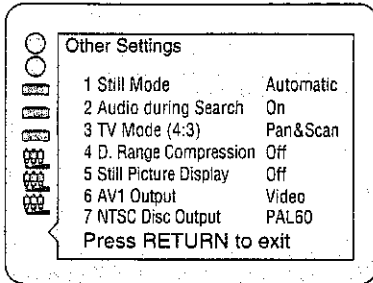 Other Settings
1 Still Mode Automatic
2 Audio during Search On
3 TV Mode (4:3) Pan&Scan
4 D. Range Compression Off
5 Still Picture Display Off
6 AV1 Output Video
7 NTSC Disc Output PAL60
Press RETURN to exit